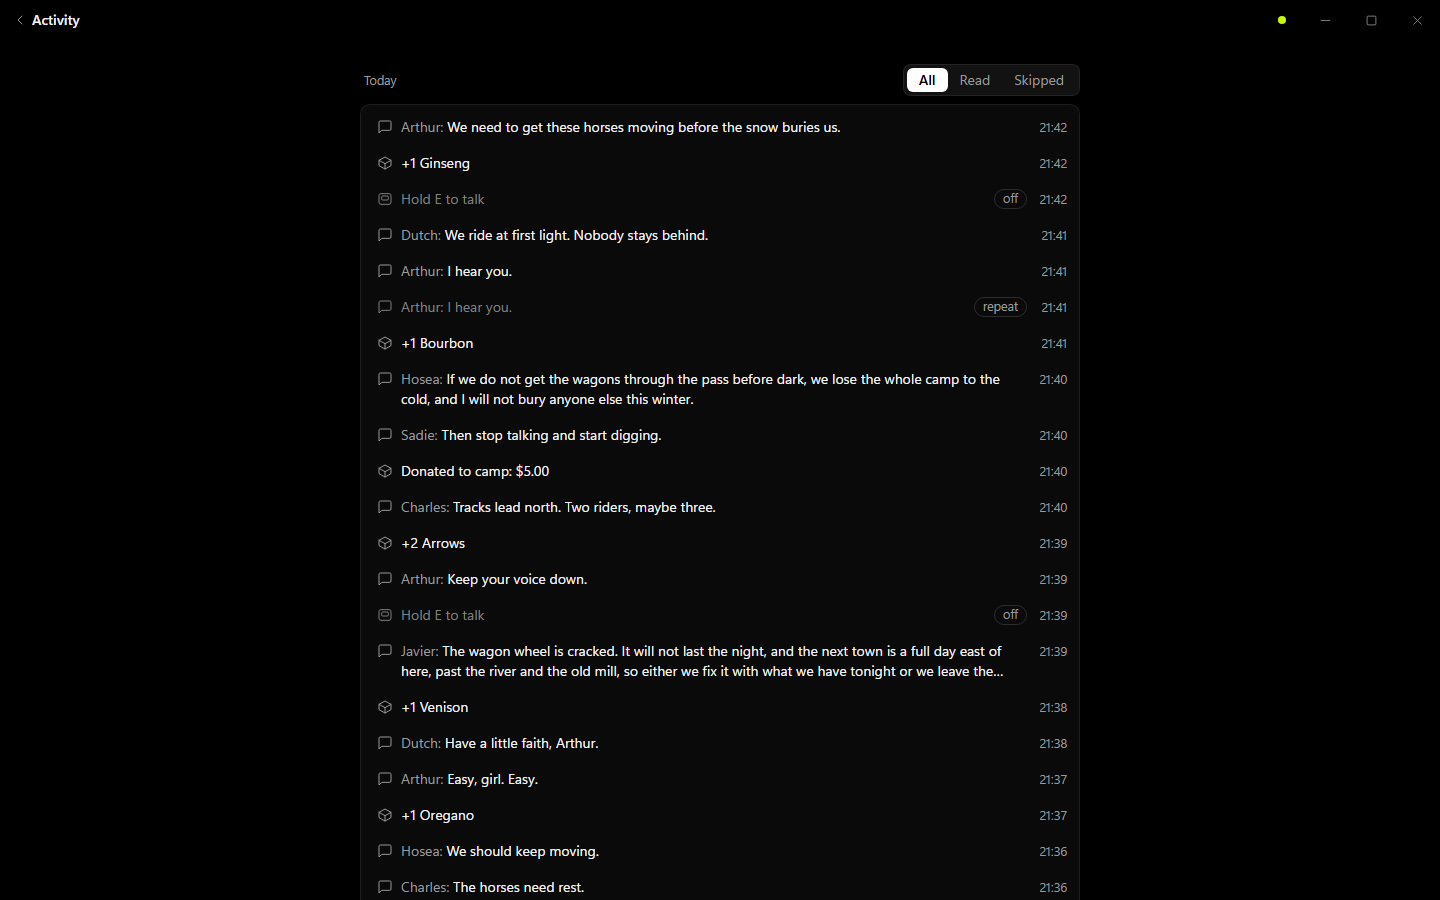 Activity
Today
All Read Skipped
Arthur: We need to get these horses moving before the snow buries us. 21:42
+1 Ginseng 21:42
Hold E to talk off 21:42
Dutch: We ride at first light. Nobody stays behind. 21:41
Arthur: I hear you. 21:41
Arthur: I hear you. repeat 21:41
+1 Bourbon 21:41
Hosea: If we do not get the wagons through the pass before dark, we lose the whole camp to the 21:40
cold, and I will not bury anyone else this winter.
Sadie: Then stop talking and start digging. 21:40
Donated to camp: $5.00 21:40
Charles: Tracks lead north. Two riders, maybe three. 21:40
+2 Arrows 21:39
Arthur: Keep your voice down. 21:39
Hold E to talk off 21:39
Javier: The wagon wheel is cracked. It will not last the night, and the next town is a full day east of 21:39
here, past the river and the old mill, so either we fix it with what we have tonight or we leave the...
+1 Venison 21:38
Dutch: Have a little faith, Arthur. 21:38
Arthur: Easy, girl. Easy. 21:37
+1 Oregano 21:37
Hosea: We should keep moving. 21:36
Charles: The horses need rest. 21:36